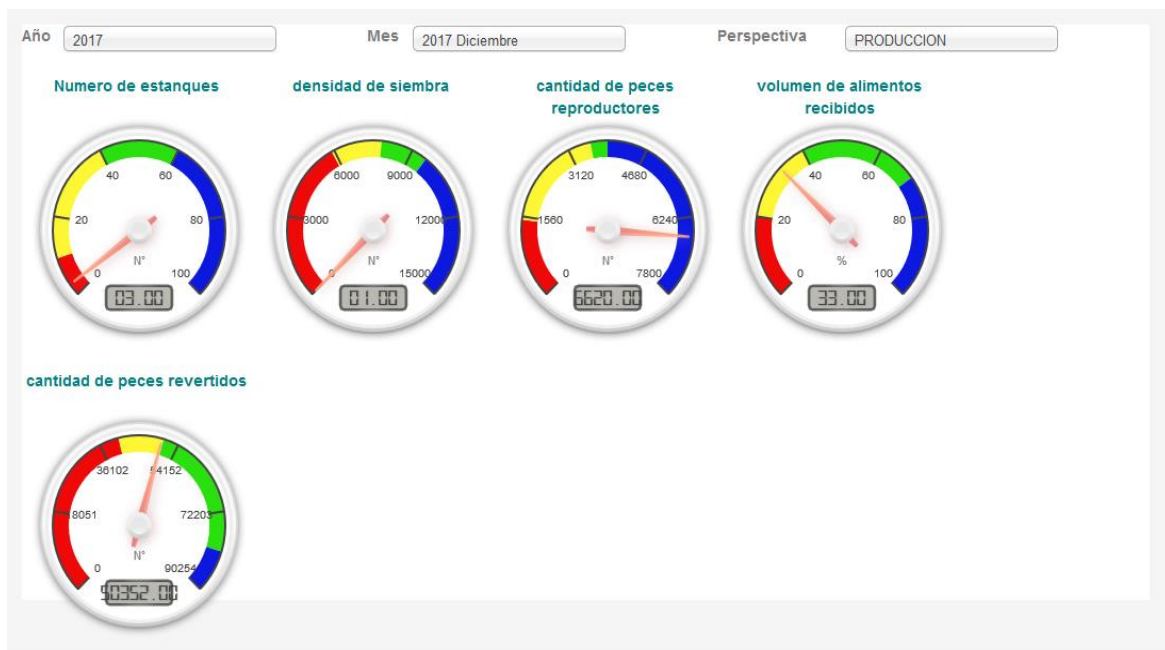 Año 2017 Mes 2017 Diciembre Perspectiva PRODUCCION
Numero de estanques
0 20 40 60 80 100
N°
03.00
densidad de siembra
0 3000 6000 9000 12000 15000
N°
01.00
cantidad de peces
reproductores
0 1560 3120 4680 6240 7800
N°
6620.00
volumen de alimentos
recibidos
0 20 40 60 80 100
%
33.00
cantidad de peces revertidos
0 8051 36102 54152 72203 90254
N°
50352.00